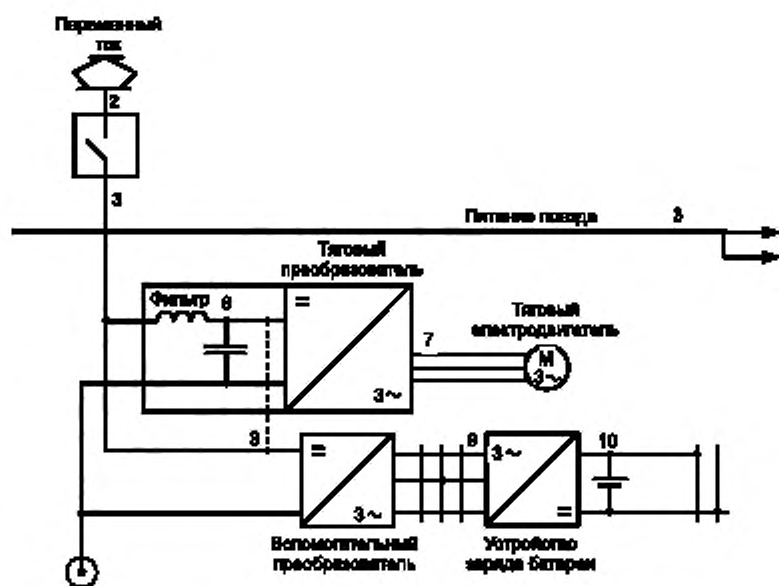 Переменный
ток
2
3
Питание поезда 3
Тяговый
преобразователь
Фильтр 6
=
3~
7
Тяговый
электродвигатель
M
3~
3
=
3~
9
3~
=
10
Вспомогательный
преобразователь
Устройство
заряда батареи